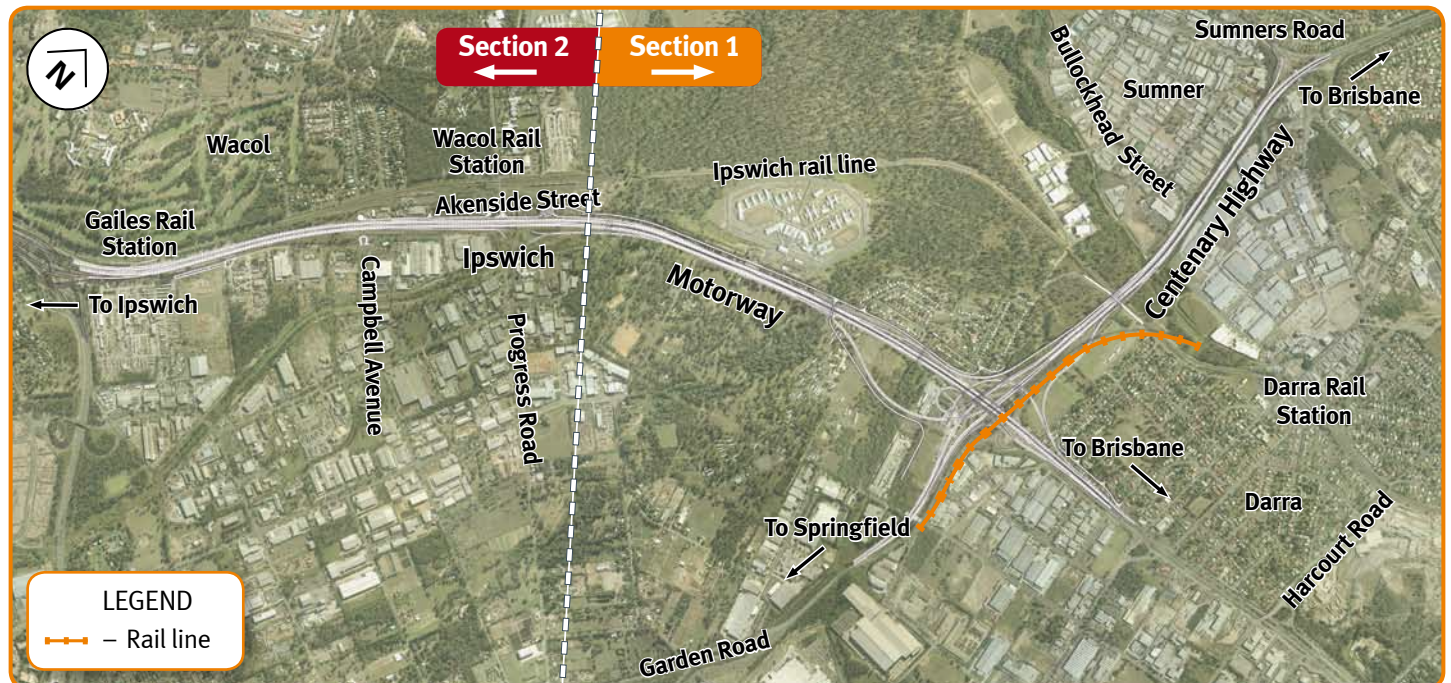 N
Section 2
Section 1
Sumners Road
Bullockhead Street
Sumner
To Brisbane
Wacol
Wacol Rail
Station
Ipswich rail line
Centenary Highway
Akenside Street
Gailes Rail
Station
Ipswich
Motorway
To Ipswich
Campbell Avenue
Progress Road
Darra Rail
Station
To Brisbane
Darra
To Springfield
Harcourt Road
Garden Road
LEGEND
– Rail line